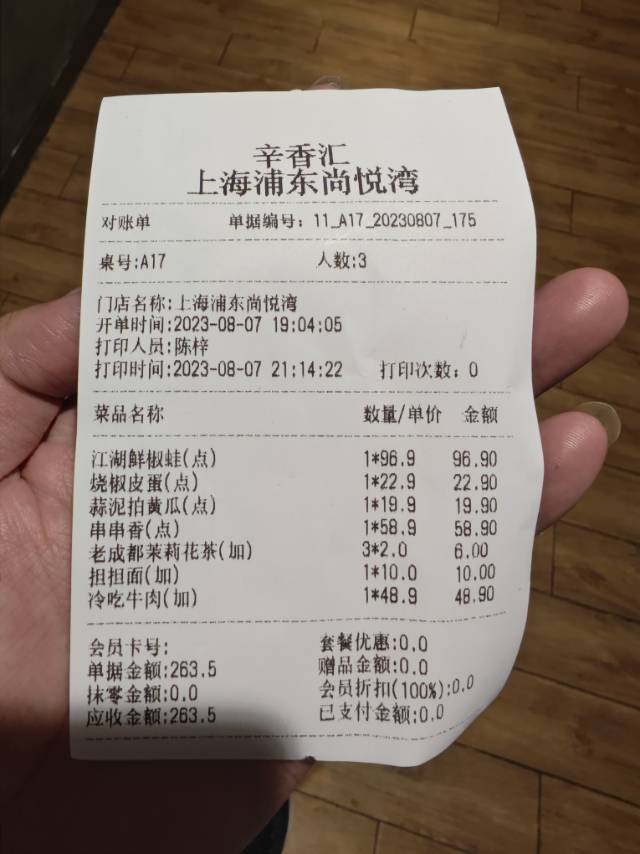 辛香汇
上海浦东尚悦湾
对账单 单据编号：11_A17_20230807_175
桌号:A17 人数:3
门店名称:上海浦东尚悦湾
开单时间:2023-08-07 19:04:05
打印人员:陈梓
打印时间:2023-08-07 21:14:22 打印次数：0
菜品名称 数量/单价 金额
江湖鲜椒蛙(点) 1*96.9 96.90
烧椒皮蛋(点) 1*22.9 22.90
蒜泥拍黄瓜(点) 1*19.9 19.90
串串香(点) 1*58.9 58.90
老成都茉莉花茶(加) 3*2.0 6.00
担担面(加) 1*10.0 10.00
冷吃牛肉(加) 1*48.9 48.90
会员卡号: 套餐优惠:0.0
单据金额:263.5 赠品金额:0.0
抹零金额:0.0 会员折扣(100%):0.0
应收金额:263.5 已支付金额:0.0